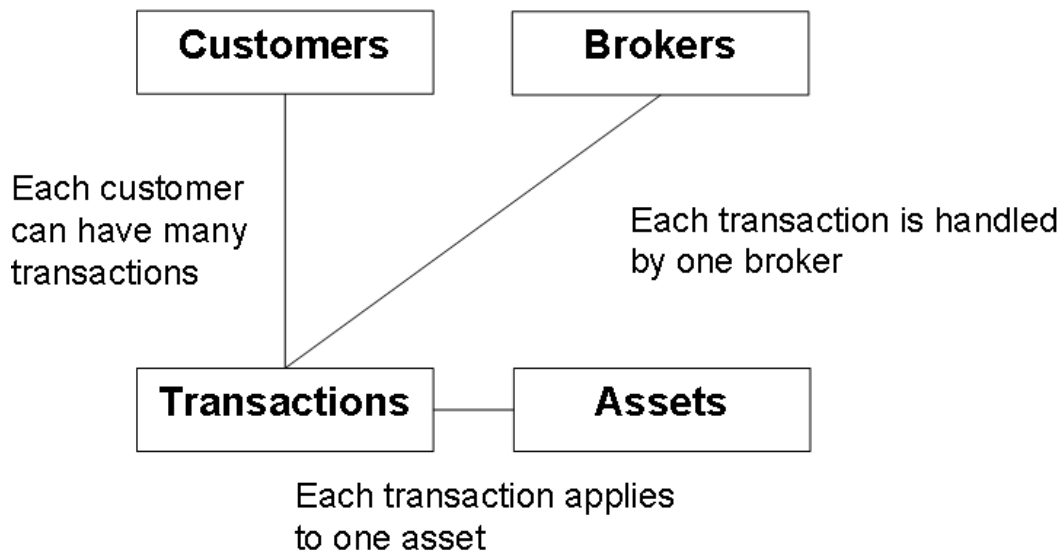 Customers
Brokers
Each customer
can have many
transactions
Each transaction is handled
by one broker
Transactions
Assets
Each transaction applies
to one asset